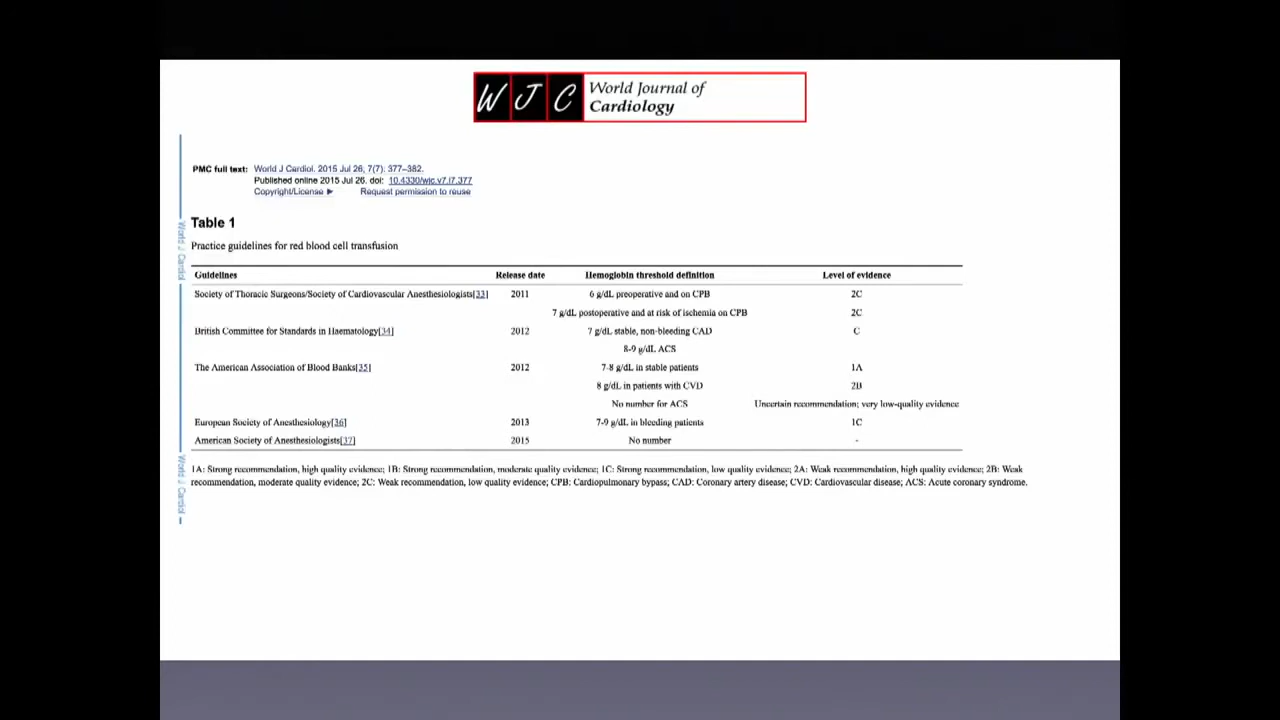 W J C World Journal of
Cardiology
PMC full text: World J Cardiol. 2015 Jul 26; 7(7): 377–382.
Published online 2015 Jul 26. doi: 10.4330/wjc.v7.i7.377
Copyright/License ► Request permission to reuse
Table 1
Practice guidelines for red blood cell transfusion
Guidelines Release date Hemoglobin threshold definition Level of evidence
Society of Thoracic Surgeons/Society of Cardiovascular Anesthesiologists[33] 2011 6 g/dL preoperative and on CPB 2C
7 g/dL postoperative and at risk of ischemia on CPB 2C
British Committee for Standards in Haematology[34] 2012 7 g/dL stable, non-bleeding CAD C
8-9 g/dL ACS
The American Association of Blood Banks[35] 2012 7-8 g/dL in stable patients 1A
8 g/dL in patients with CVD 2B
No number for ACS Uncertain recommendation; very low-quality evidence
European Society of Anesthesiology[36] 2013 7-9 g/dL in bleeding patients 1C
American Society of Anesthesiologists[37] 2015 No number -
1A: Strong recommendation, high quality evidence; 1B: Strong recommendation, moderate quality evidence; 1C: Strong recommendation, low quality evidence; 2A: Weak recommendation, high quality evidence; 2B: Weak
recommendation, moderate quality evidence; 2C: Weak recommendation, low quality evidence; CPB: Cardiopulmonary bypass; CAD: Coronary artery disease; CVD: Cardiovascular disease; ACS: Acute coronary syndrome.
World J Cardiol
World J Cardiol